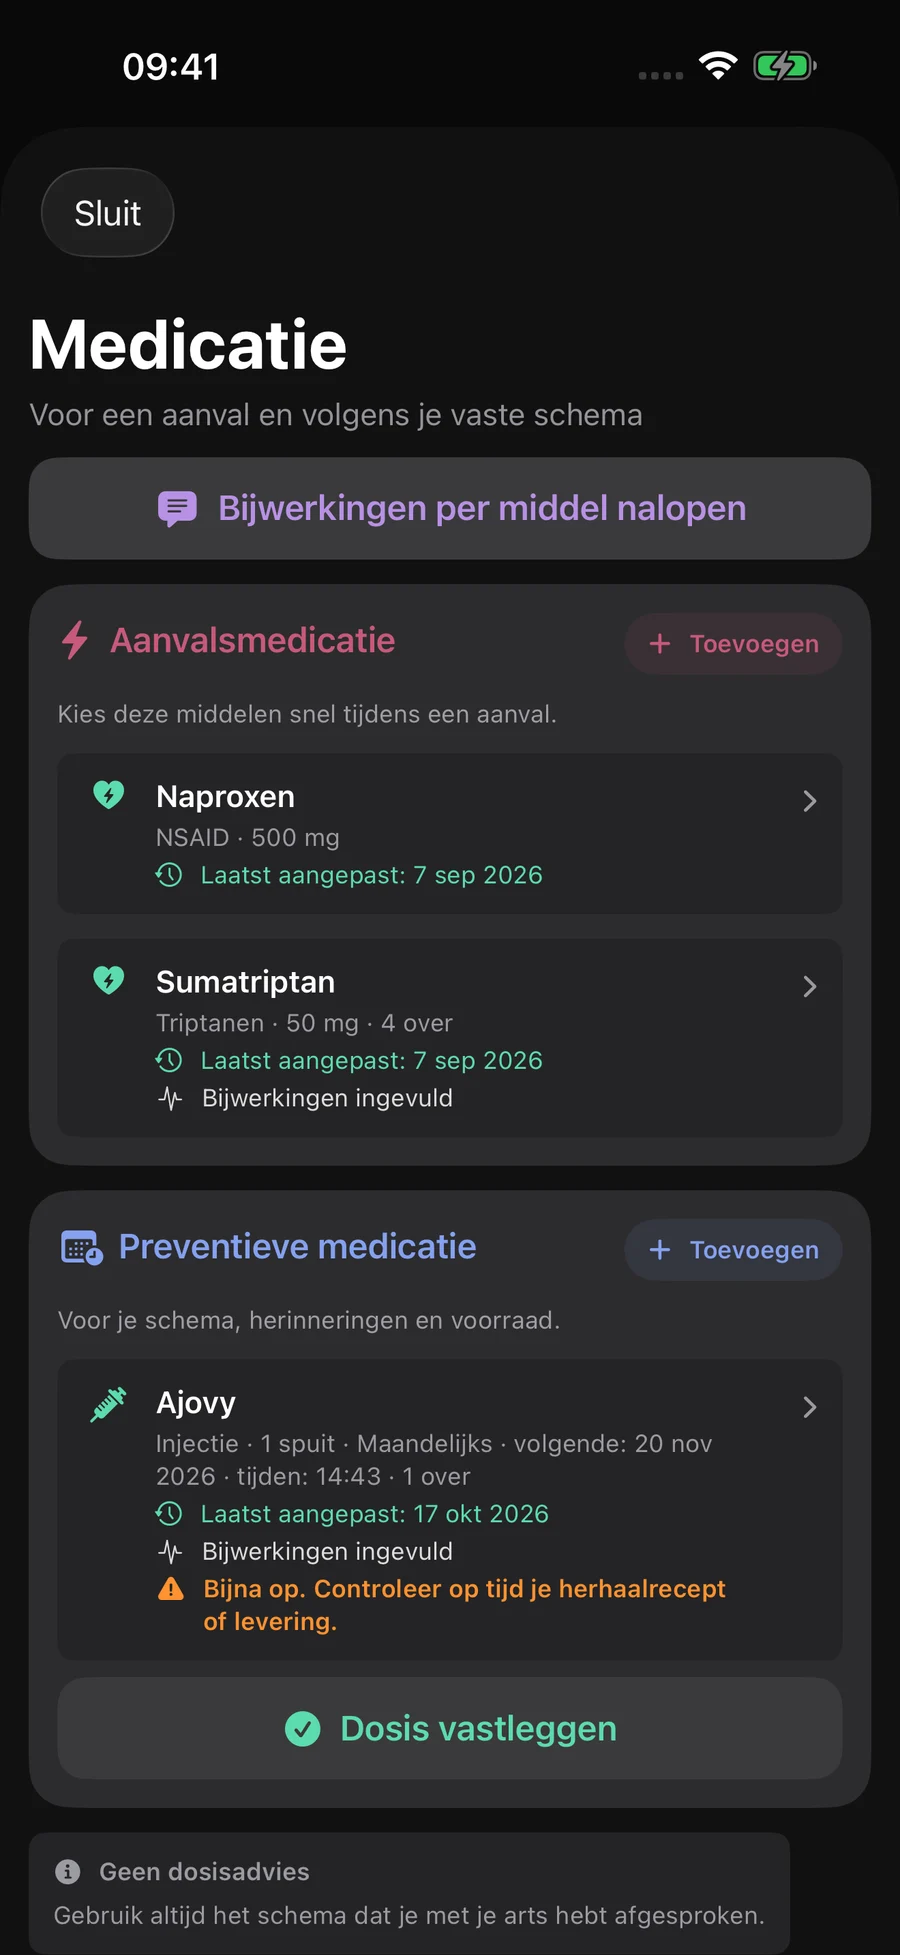 09:41
Sluit
Medicatie
Voor een aanval en volgens je vaste schema
Bijwerkingen per middel nalopen
Aanvalsmedicatie
+ Toevoegen
Kies deze middelen snel tijdens een aanval.
Naproxen
NSAID · 500 mg
Laatst aangepast: 7 sep 2026
Sumatriptan
Triptanen · 50 mg · 4 over
Laatst aangepast: 7 sep 2026
Bijwerkingen ingevuld
Preventieve medicatie
+ Toevoegen
Voor je schema, herinneringen en voorraad.
Ajovy
Injectie · 1 spuit · Maandelijks · volgende: 20 nov
2026 · tijden: 14:43 · 1 over
Laatst aangepast: 17 okt 2026
Bijwerkingen ingevuld
Bijna op. Controleer op tijd je herhaalrecept
of levering.
Dosis vastleggen
Geen dosisadvies
Gebruik altijd het schema dat je met je arts hebt afgesproken.